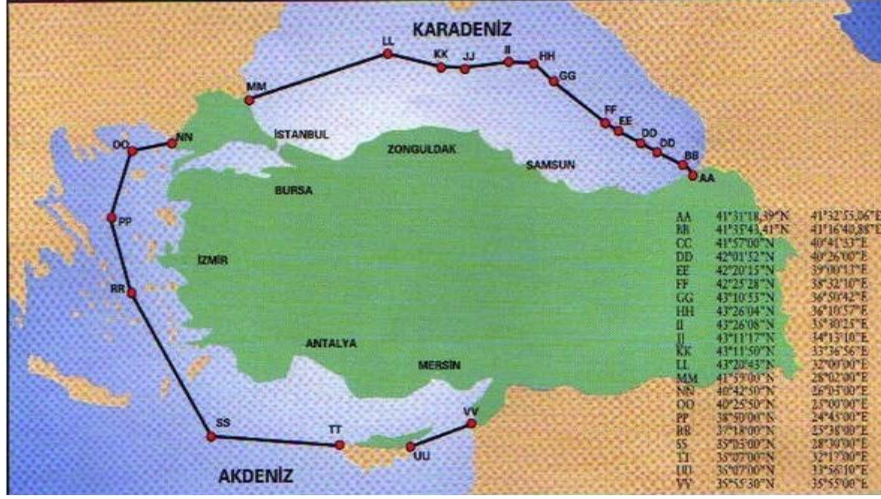 KARADENİZ
LL
KK
JJ
II
HH
GG
MM
FF
EE
DD
DD
BB
AA
NN
DO
İSTANBUL
ZONGULDAK
SAMSUN
BURSA
PP
İZMİR
RR
ANTALYA
MERSİN
SS
TT
UU
VV
AKDENİZ
AA 41°31'18,39"N 41°32'55,06"E
BB 41°35'43,41"N 41°16'40,88"E
CC 41°57'00"N 40°41'53"E
DD 42°01'52"N 40°26'00"E
EE 42°20'15"N 39°00'13"E
FF 42°25'28"N 38°32'10"E
GG 43°10'53"N 36°50'42"E
HH 43°26'04"N 36°10'57"E
II 43°26'08"N 35°30'25"E
JJ 43°11'17"N 34°13'10"E
KK 43°11'50"N 33°36'56"E
LL 43°20'43"N 32°00'00"E
MM 41°59'00"N 28°02'00"E
NN 40°42'50"N 26°03'00"E
OO 40°25'50"N 25°00'00"E
PP 38°50'00"N 24°45'00"E
RR 37°18'00"N 25°38'00"E
SS 35°03'00"N 28°30'00"E
TT 35°07'00"N 32°17'00"E
UU 35°07'00"N 33°56'10"E
VV 35°55'30"N 35°55'00"E